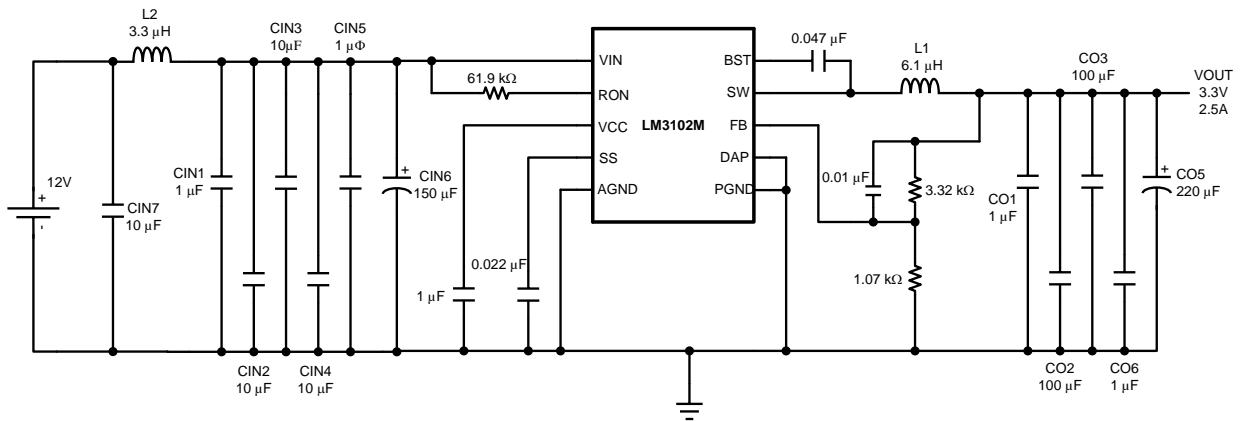 L2
3.3 μH
CIN3
10μF
CIN5
1 μΦ
12V
+
-
CIN7
10 μF
CIN1
1 μF
CIN2
10 μF
CIN4
10 μF
+
CIN6
150 μF
61.9 kΩ
1 μF
0.022 μF
VIN
RON
VCC
SS
AGND
LM3102M
BST
SW
FB
DAP
PGND
0.047 μF
L1
6.1 μH
0.01 μF
3.32 kΩ
1.07 kΩ
CO1
1 μF
CO2
100 μF
CO3
100 μF
CO6
1 μF
+
CO5
220 μF
VOUT
3.3V
2.5A